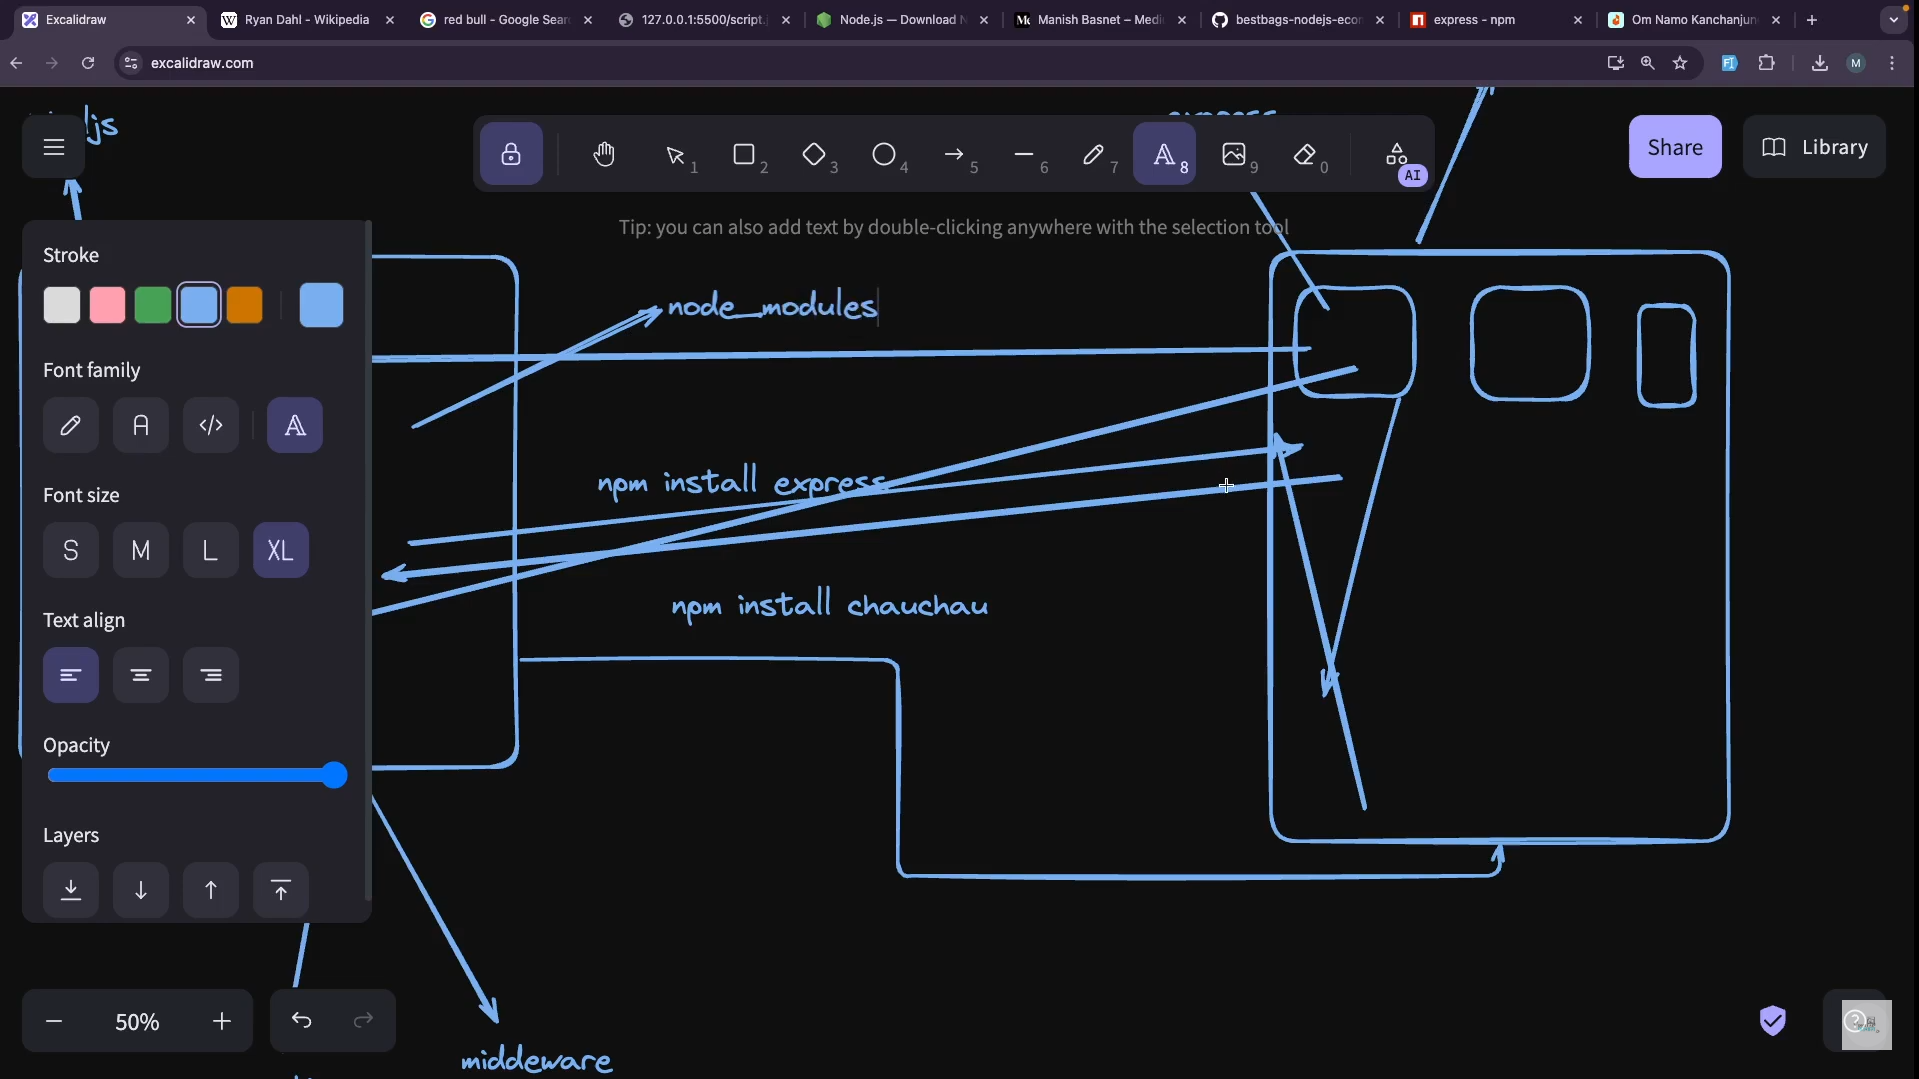 Excalidraw
Ryan Dahl - Wikipedia
red bull - Google Sear
127.0.0.1:5500/script.
Node.js — Download N
Manish Basnet – Medi
bestbags-nodejs-ecor
express - npm
Om Namo Kanchanjun
excalidraw.com
M
js
express
1
2
3
4
5
6
7
8
9
0
AI
Share
Library
Tip: you can also add text by double-clicking anywhere with the selection tool
Stroke
Font family
Font size
S
M
L
XL
Text align
Opacity
Layers
node_modules
npm install express
npm install chauchau
middeware
50%